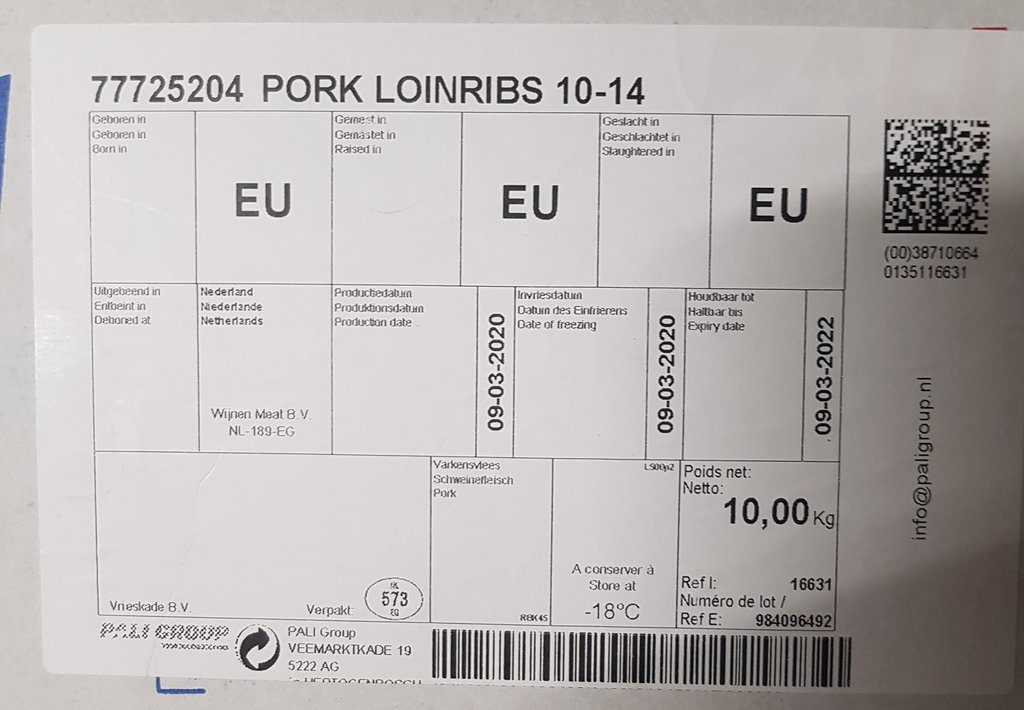 77725204 PORK LOINRIBS 10-14
Geboren in
Geboren in
Born in
EU
Gemest in
Gemästet in
Raised in
EU
Geslacht in
Geschlachtet in
Slaughtered in
EU
(00)38710664
0135116631
Uitgebeend in
Entbeint in
Deboned at
Nederland
Niederlande
Netherlands
Wijnen Meat B.V.
NL-189-EG
Productiedatum
Produktionsdatum
Production date
09-03-2020
Invriesdatum
Datum des Einfrierens
Date of freezing
09-03-2020
Houdbaar tot
Haltbar bis
Expiry date
09-03-2022
info@paligroup.nl
Vrieskade B.V.
Verpakt:
NL
573
EG
Varkensvlees
Schweinefleisch
Pork
RBK45
LS00p2
A conserver à
Store at
-18°C
Poids net:
Netto:
10,00 Kg
Ref I: 16631
Numéro de lot /
Ref E: 984096492
PALI GROUP
PALI Group
VEEMARKTKADE 19
5222 AG
's HERTOGENBOSCH